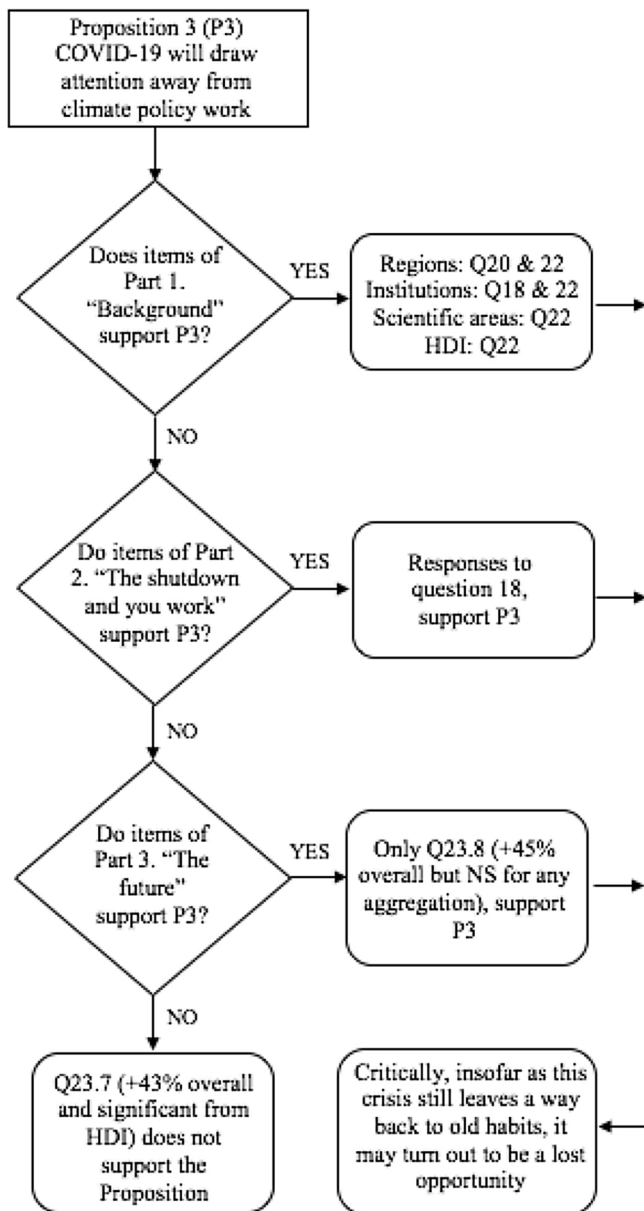 Proposition 3 (P3)
COVID-19 will draw
attention away from
climate policy work
Does items of
Part 1.
“Background”
support P3?
YES
Regions: Q20 & 22
Institutions: Q18 & 22
Scientific areas: Q22
HDI: Q22
NO
Do items of Part
2. “The shutdown
and you work”
support P3?
YES
Responses to
question 18,
support P3
NO
Do items of
Part 3. “The
future”
support P3?
YES
Only Q23.8 (+45%
overall but NS for any
aggregation), support
P3
NO
Q23.7 (+43% overall
and significant from
HDI) does not
support the
Proposition
Critically, insofar as this
crisis still leaves a way
back to old habits, it
may turn out to be a lost
opportunity